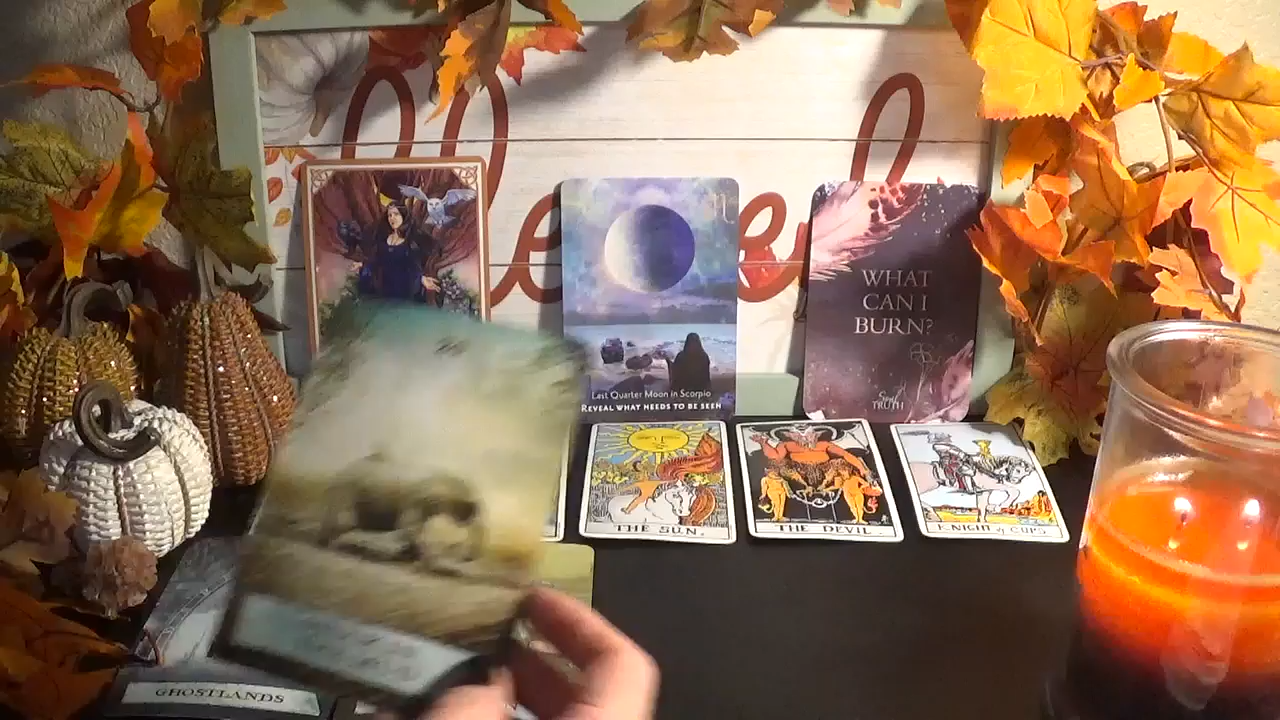 Last Quarter Moon in Scorpio
REVEAL WHAT NEEDS TO BE SEEN
WHAT
CAN I
BURN?
Soul
TRUTH
THE SUN.
THE DEVIL.
KNIGHT of CUPS.
GHOSTLANDS